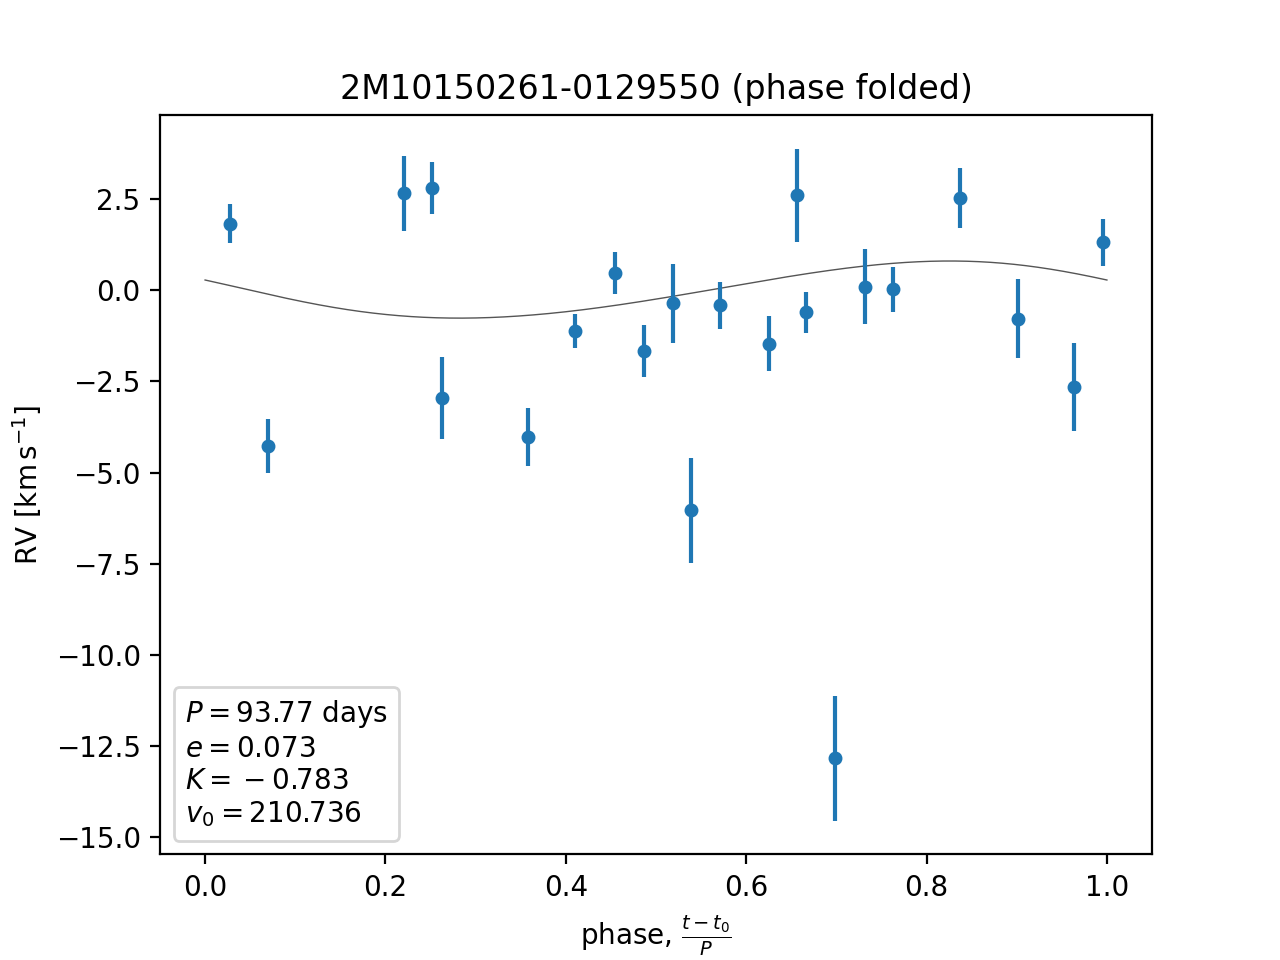 2M10150261-0129550 (phase folded)
2.5
0.0
−2.5
−5.0
−7.5
−10.0
−12.5
−15.0
RV [km s⁻¹]
P = 93.77 days
e = 0.073
K = −0.783
v₀ = 210.736
0.0 0.2 0.4 0.6 0.8 1.0
phase, (t − t₀)/P